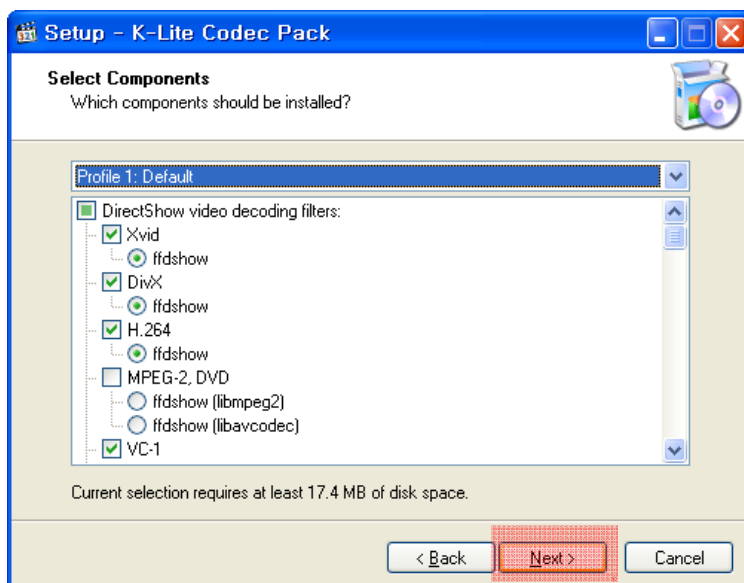 Setup - K-Lite Codec Pack
Select Components
Which components should be installed?
Profile 1: Default
DirectShow video decoding filters:
Xvid
ffdshow
DivX
ffdshow
H.264
ffdshow
MPEG-2, DVD
ffdshow (libmpeg2)
ffdshow (libavcodec)
VC-1
Current selection requires at least 17.4 MB of disk space.
< Back
Next >
Cancel